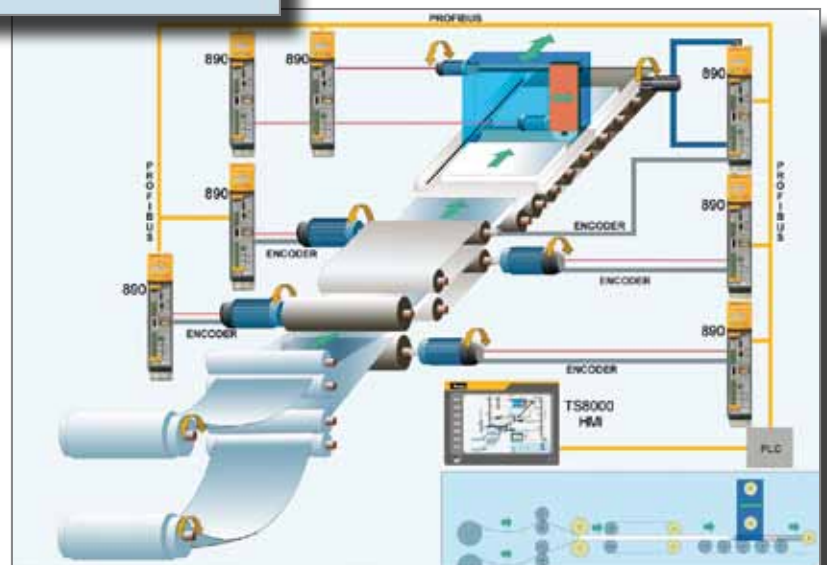 PROFIBUS
890
890
890
PROFIBUS
PROFIBUS
890
890
ENCODER
ENCODER
890
ENCODER
890
ENCODER
ENCODER
TS8000
HMI
PLC